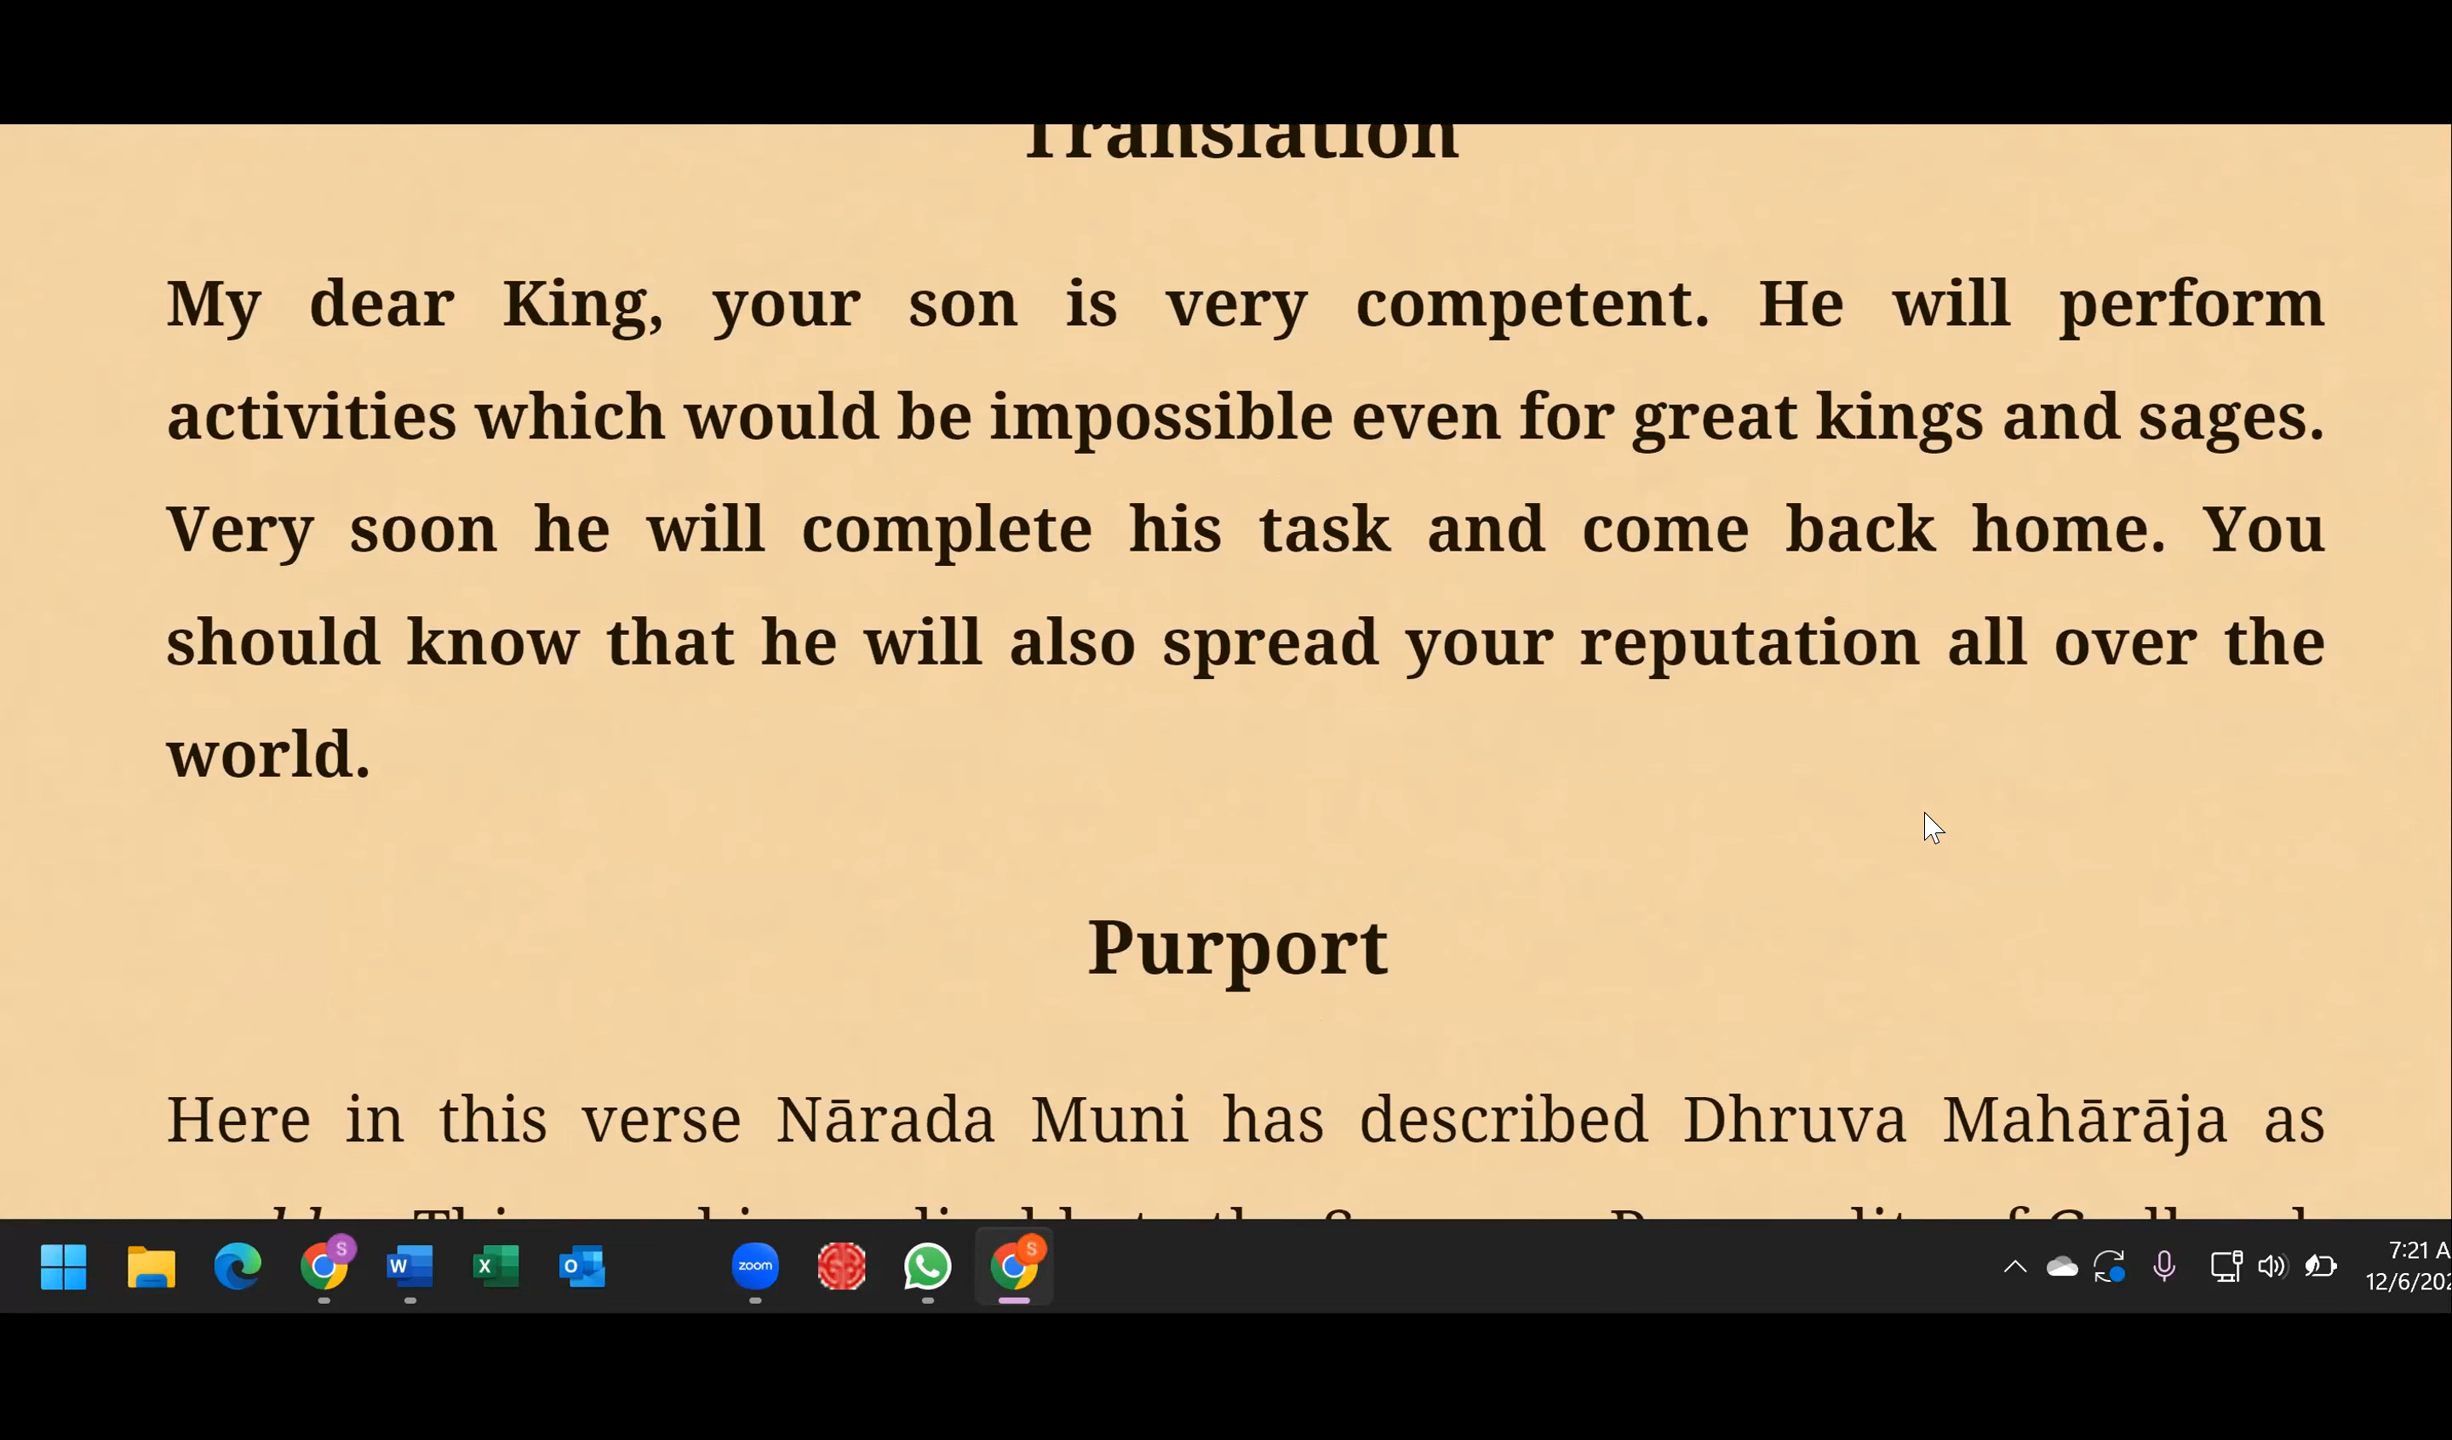 Translation
My dear King, your son is very competent. He will perform
activities which would be impossible even for great kings and sages.
Very soon he will complete his task and come back home. You
should know that he will also spread your reputation all over the
world.
Purport
Here in this verse Nārada Muni has described Dhruva Mahārāja as
S
W
X
O
zoom
S
7:21 A
12/6/202